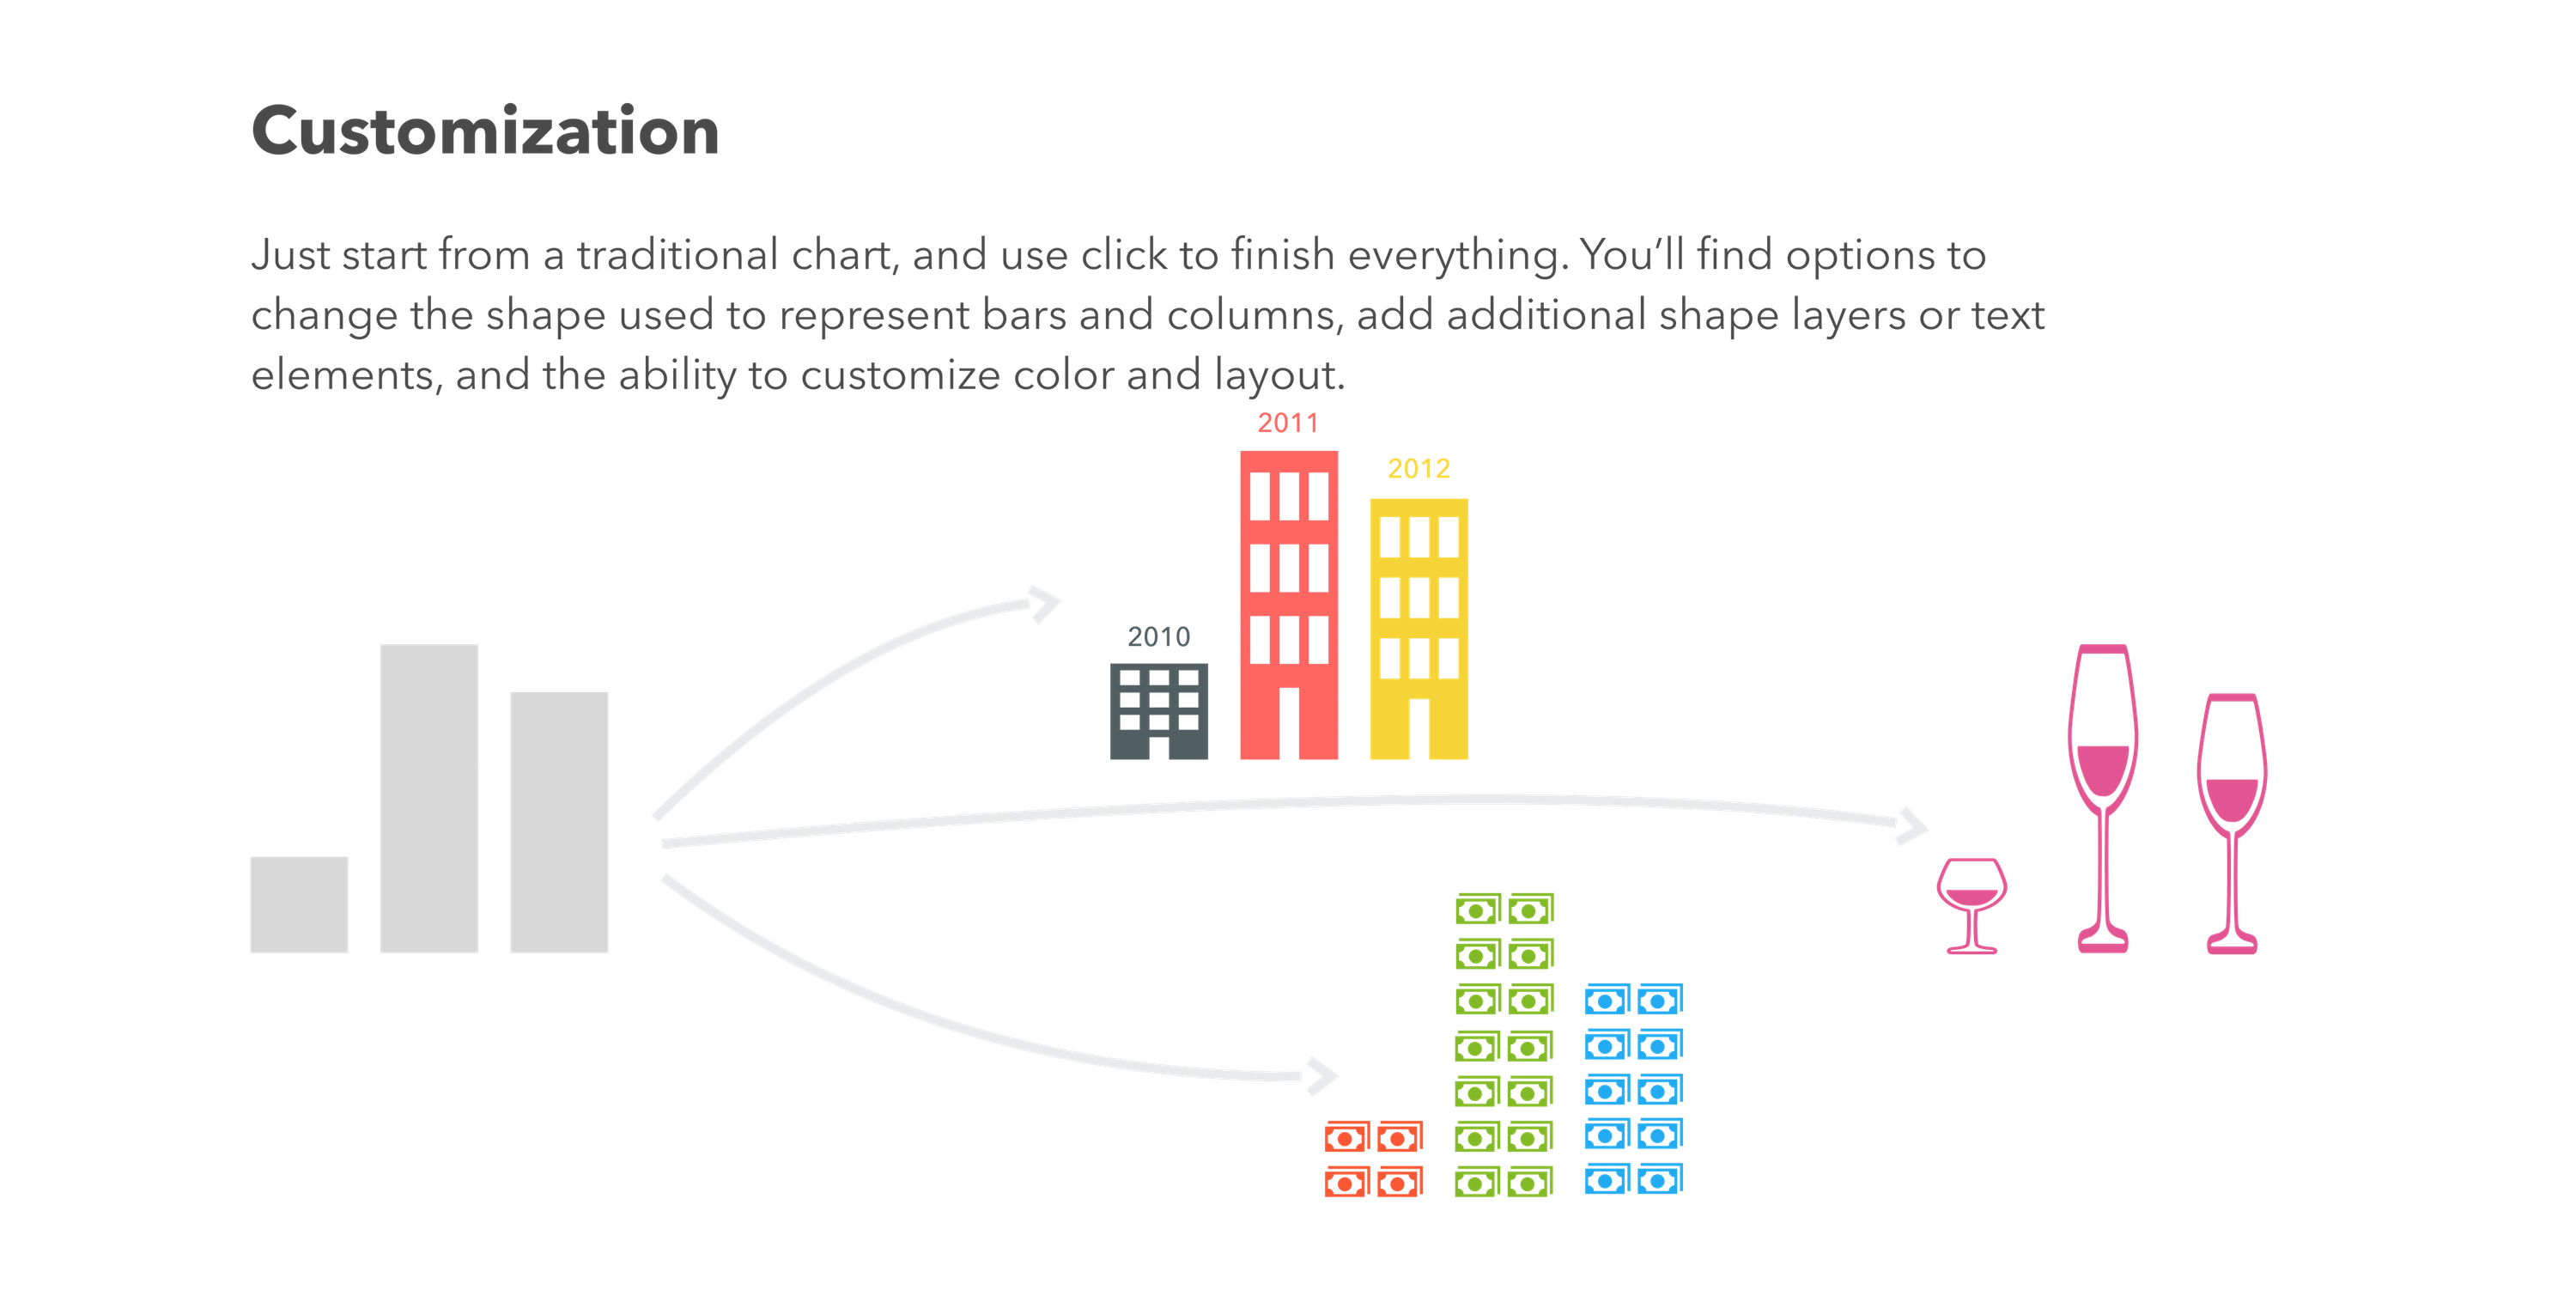 Customization
Just start from a traditional chart, and use click to finish everything. You’ll find options to
change the shape used to represent bars and columns, add additional shape layers or text
elements, and the ability to customize color and layout.
2011
2012
2010